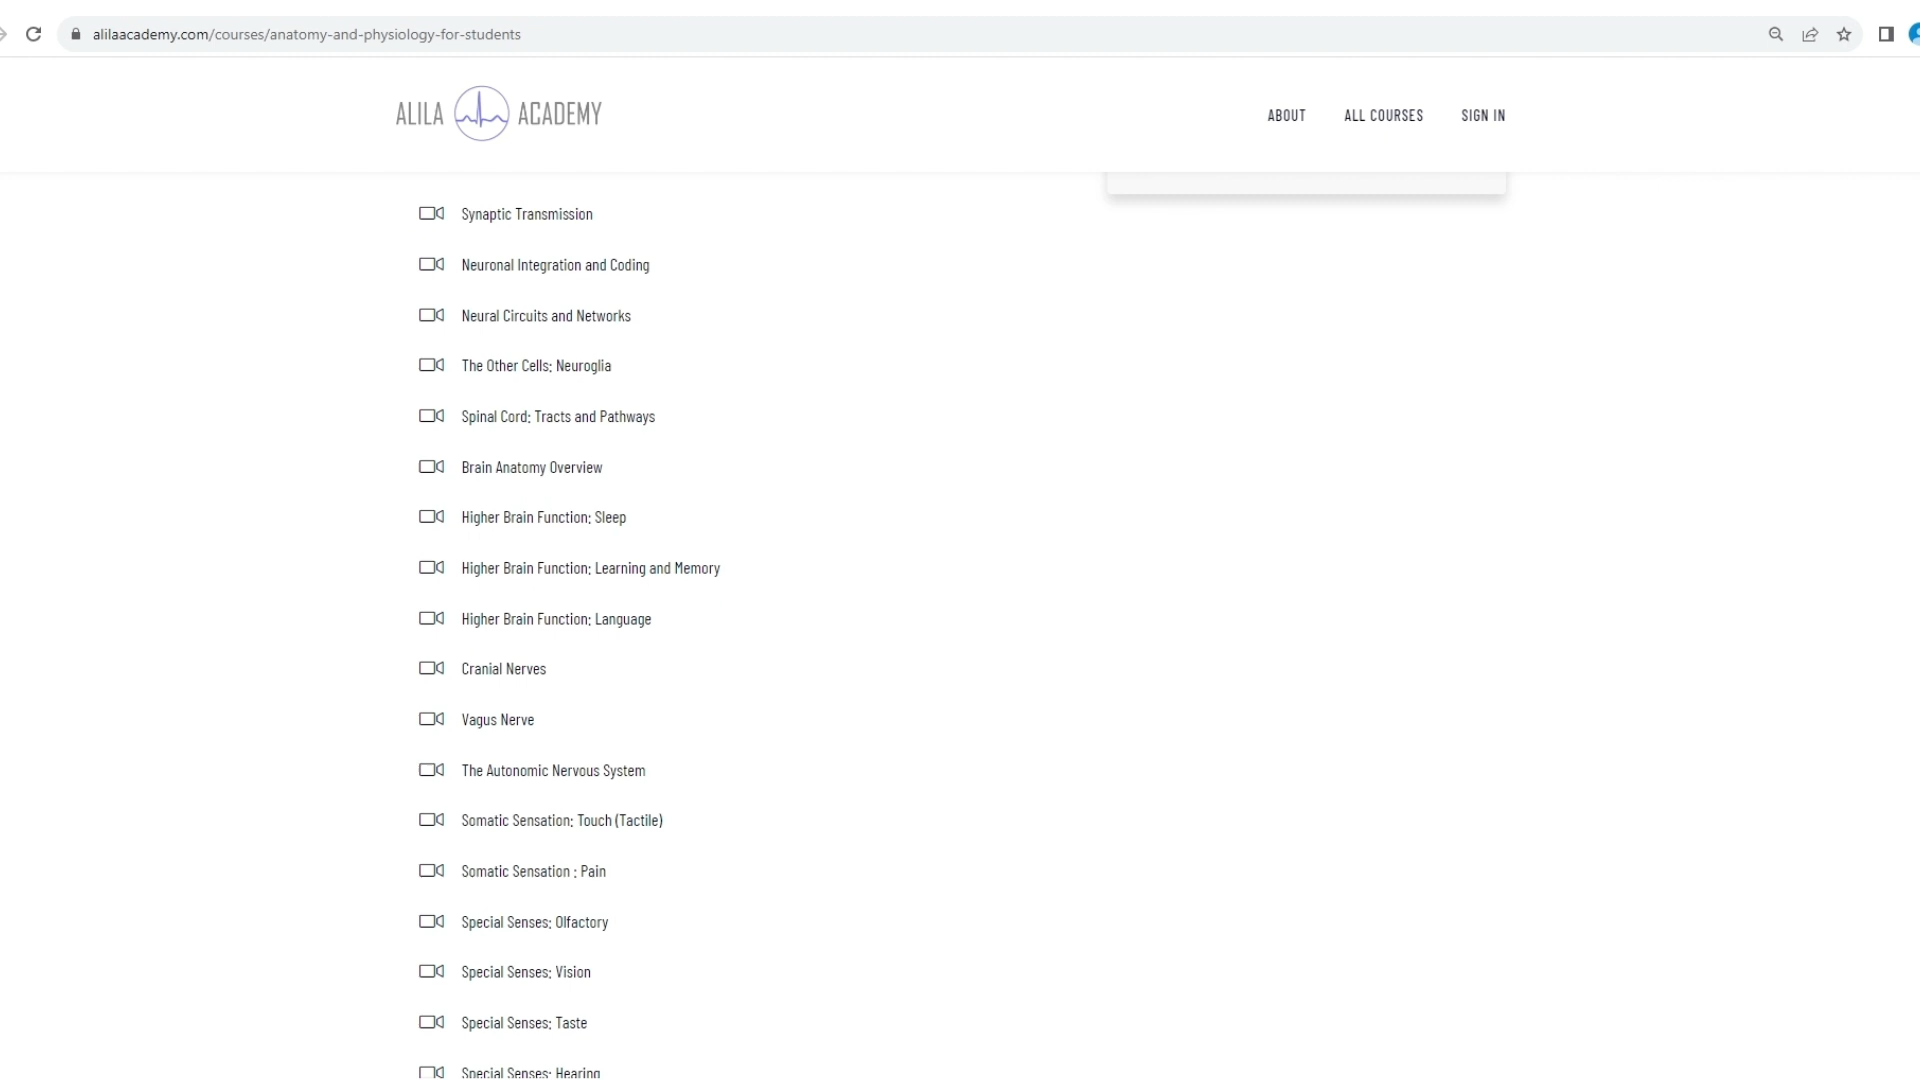 alilaacademy.com/courses/anatomy-and-physiology-for-students
ALILA ACADEMY
ABOUT ALL COURSES SIGN IN
Synaptic Transmission
Neuronal Integration and Coding
Neural Circuits and Networks
The Other Cells: Neuroglia
Spinal Cord: Tracts and Pathways
Brain Anatomy Overview
Higher Brain Function: Sleep
Higher Brain Function: Learning and Memory
Higher Brain Function: Language
Cranial Nerves
Vagus Nerve
The Autonomic Nervous System
Somatic Sensation: Touch (Tactile)
Somatic Sensation : Pain
Special Senses: Olfactory
Special Senses: Vision
Special Senses: Taste
Special Senses: Hearing